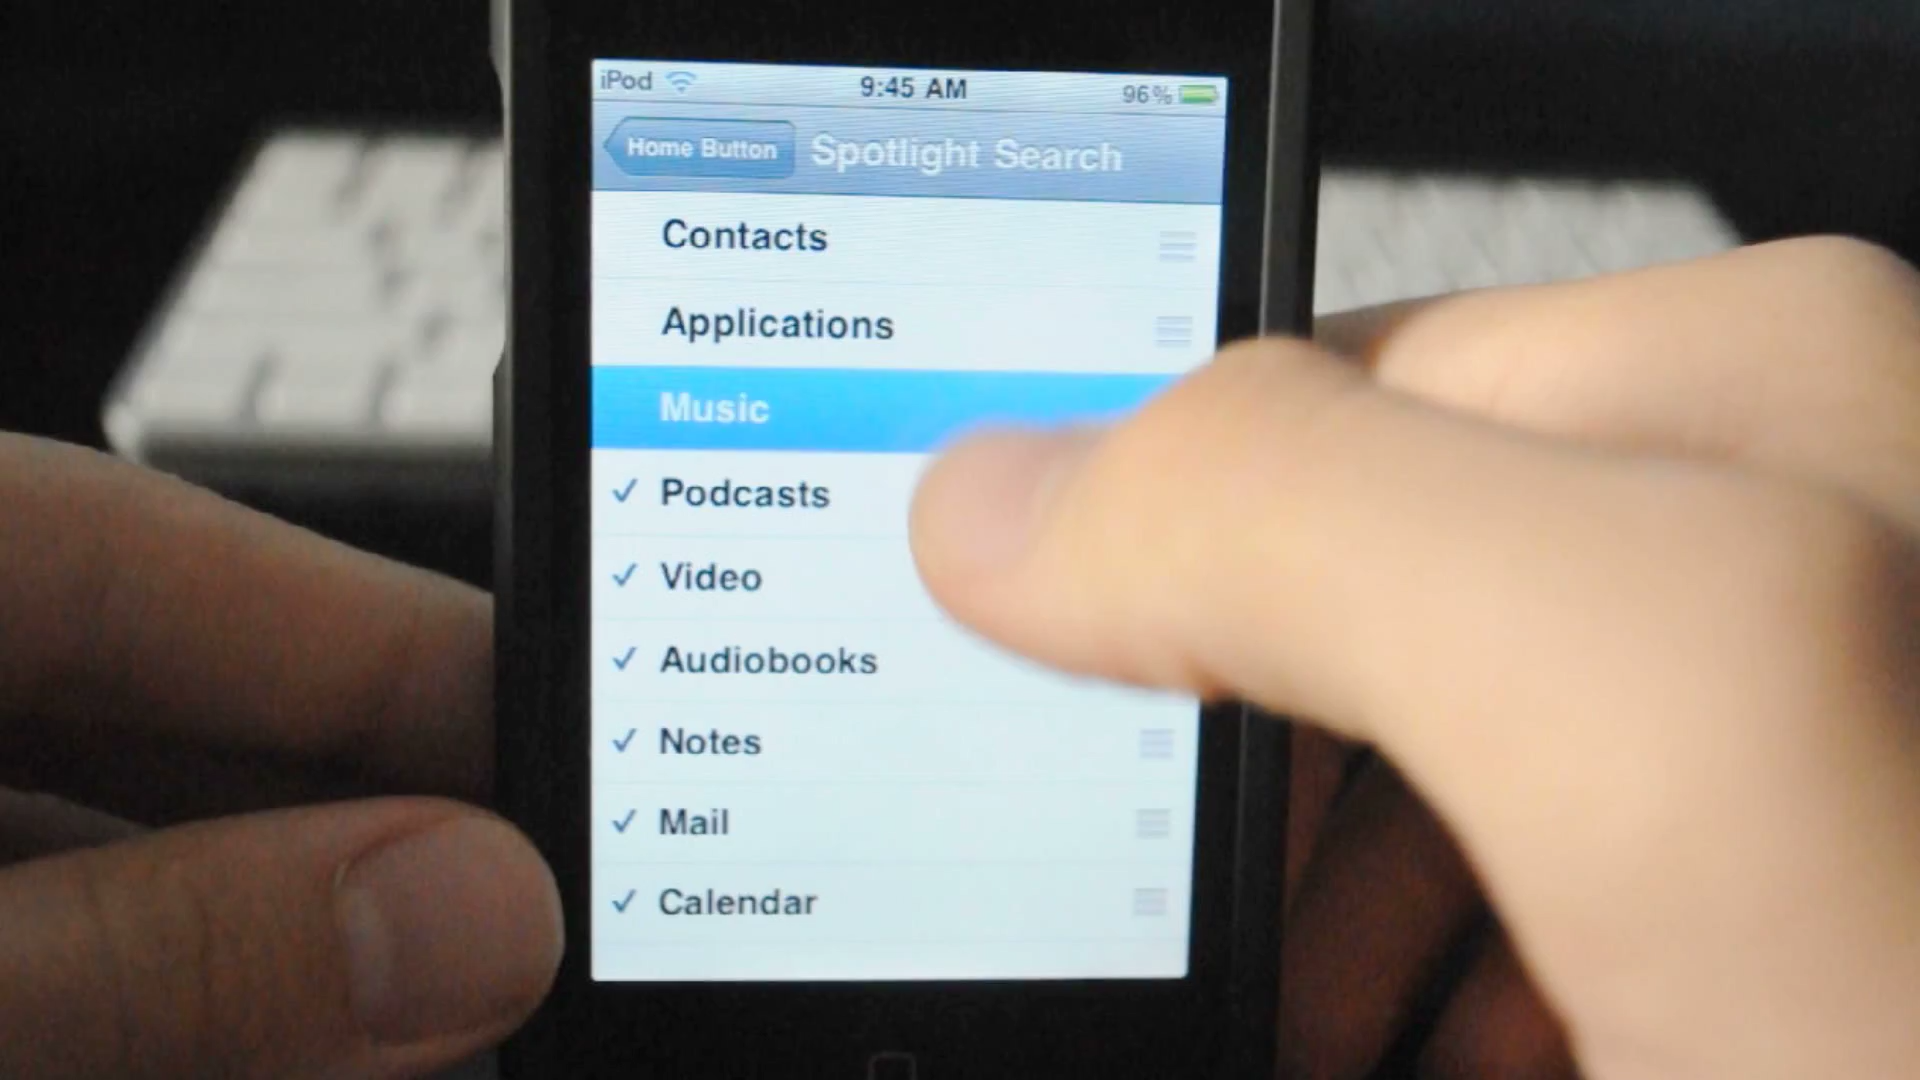 iPod 9:45 AM 96%
Home Button Spotlight Search
Contacts
Applications
Music
✓ Podcasts
✓ Video
✓ Audiobooks
✓ Notes
✓ Mail
✓ Calendar